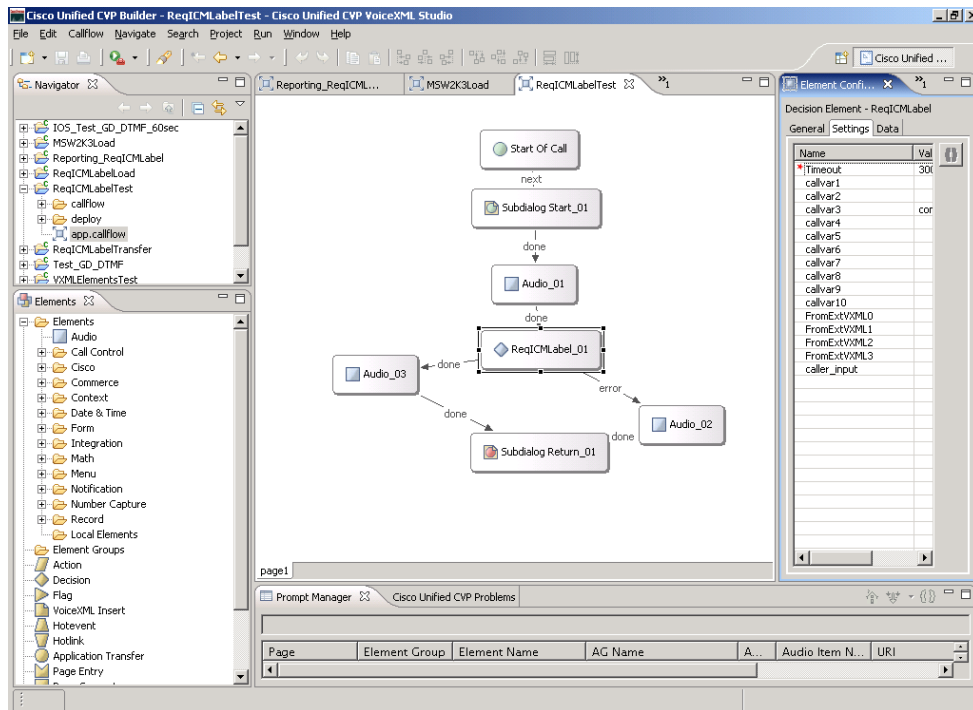 Cisco Unified CVP Builder - ReqICMLabelTest - Cisco Unified CVP VoiceXML Studio
File Edit Callflow Navigate Search Project Run Window Help
Cisco Unified ...
Navigator
IOS_Test_GD_DTMF_60sec
MSW2K3Load
Reporting_ReqICMLabel
ReqICMLabelLoad
ReqICMLabelTest
callflow
deploy
app.callflow
ReqICMLabelTransfer
Test_GD_DTMF
VXMLElementsTest
Elements
Elements
Audio
Call Control
Cisco
Commerce
Context
Date & Time
Form
Integration
Math
Menu
Notification
Number Capture
Record
Local Elements
Element Groups
Action
Decision
Flag
VoiceXML Insert
Hotevent
Hotlink
Application Transfer
Page Entry
Reporting_ReqICML... MSW2K3Load ReqICMLabelTest »1
Start Of Call
next
Subdialog Start_01
done
Audio_01
done
ReqICMLabel_01
done
Audio_03
error
done
Audio_02
done
Subdialog Return_01
page1
Element Confi... »1
Decision Element - ReqICMLabel
General Settings Data
Name Val
*Timeout 300
callvar1
callvar2
callvar3 cor
callvar4
callvar5
callvar6
callvar7
callvar8
callvar9
callvar10
FromExtVXML0
FromExtVXML1
FromExtVXML2
FromExtVXML3
caller_input
Prompt Manager Cisco Unified CVP Problems
Page Element Group Element Name AG Name A... Audio Item N... URI